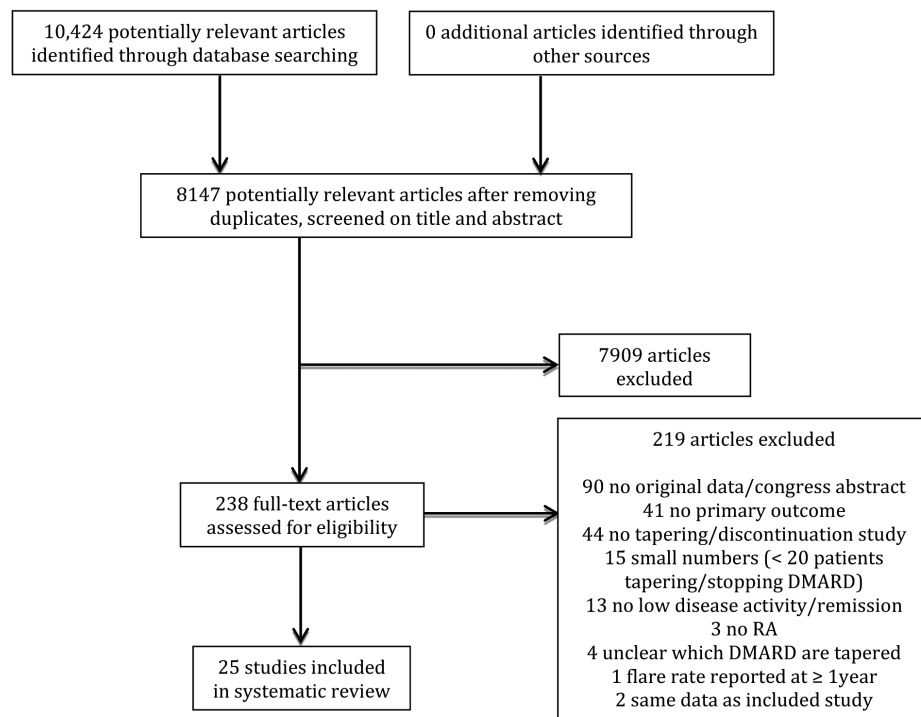 10,424 potentially relevant articles
identified through database searching
0 additional articles identified through
other sources
8147 potentially relevant articles after removing
duplicates, screened on title and abstract
7909 articles
excluded
238 full-text articles
assessed for eligibility
219 articles excluded
90 no original data/congress abstract
41 no primary outcome
44 no tapering/discontinuation study
15 small numbers (< 20 patients
tapering/stopping DMARD)
13 no low disease activity/remission
3 no RA
4 unclear which DMARD are tapered
1 flare rate reported at ≥ 1year
2 same data as included study
25 studies included
in systematic review